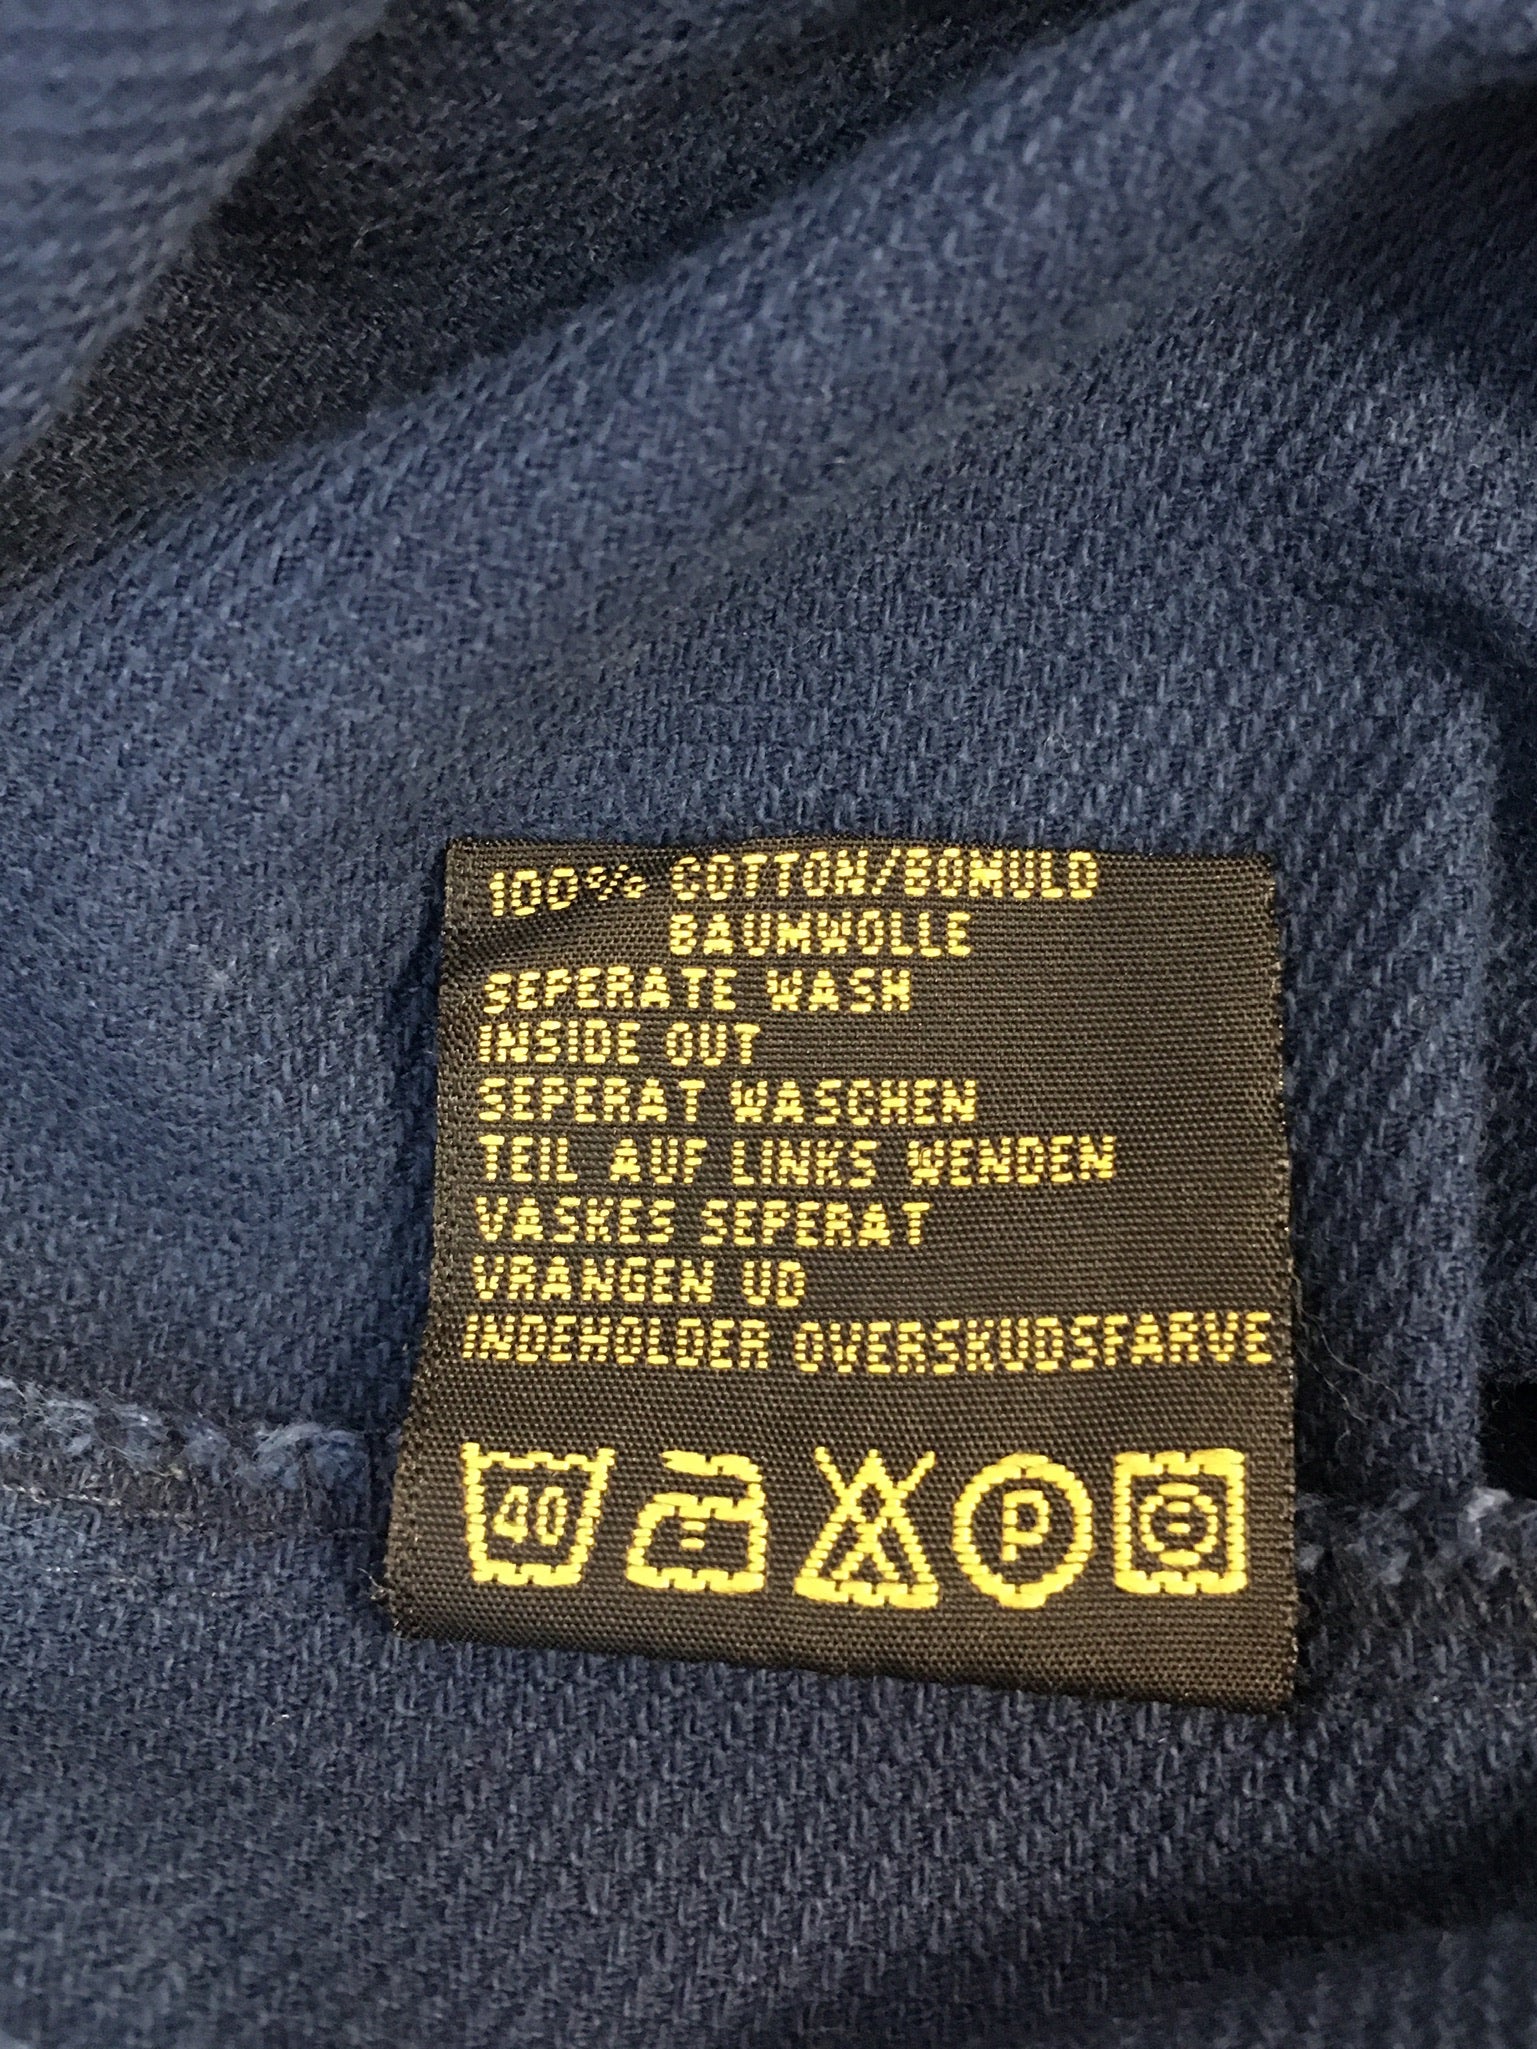 100% COTTON/BOMULD
BAUMWOLLE
SEPERATE WASH
INSIDE OUT
SEPERAT WASCHEN
TEIL AUF LINKS WENDEN
VASKES SEPERAT
VRANGEN UD
INDEHOLDER OVERSKUDSFARVE
40 P